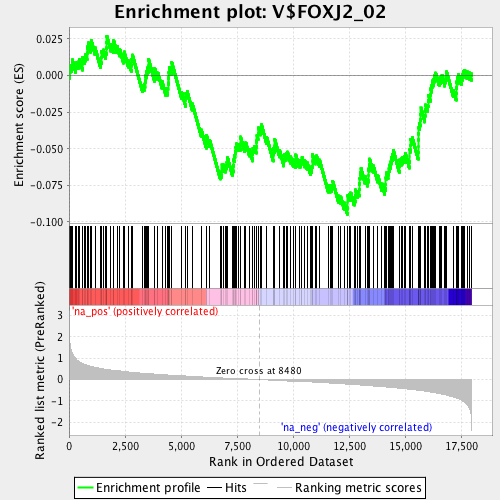 Enrichment plot: V$FOXJ2_02
Enrichment score (ES)
0.025
0.000
-0.025
-0.050
-0.075
-0.100
'na_pos' (positively correlated)
Ranked list metric (PreRanked)
3
2
1
0
-1
-2
Zero cross at 8480
'na_neg' (negatively correlated)
0
2,500
5,000
7,500
10,000
12,500
15,000
17,500
Rank in Ordered Dataset
Enrichment profile
Hits
Ranking metric scores